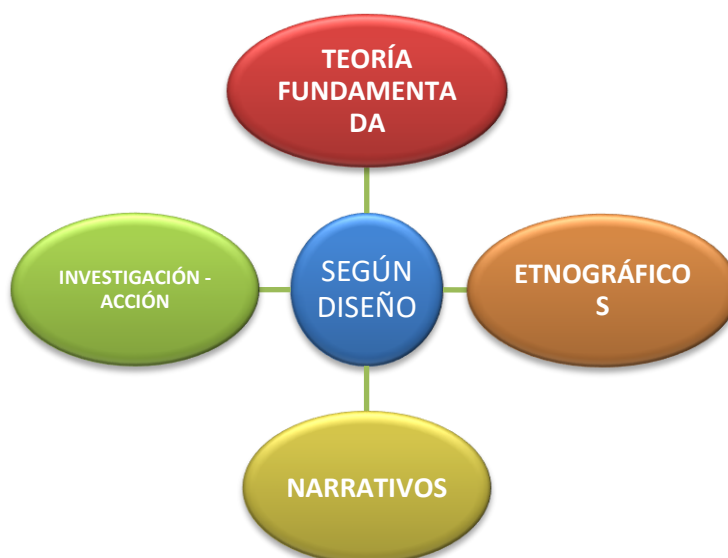 TEORÍA
FUNDAMENTA
DA
INVESTIGACIÓN -
ACCIÓN
SEGÚN
DISEÑO
ETNOGRÁFICO
S
NARRATIVOS